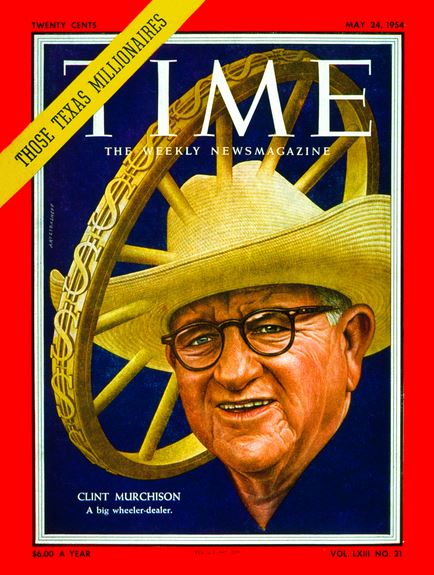 TWENTY CENTS
MAY 24, 1954
THOSE TEXAS MILLIONAIRES
TIME
THE WEEKLY NEWSMAGAZINE
ARTZYBASHEFF
CLINT MURCHISON
A big wheeler-dealer.
$6.00 A YEAR
VOL. LXIII NO. 21